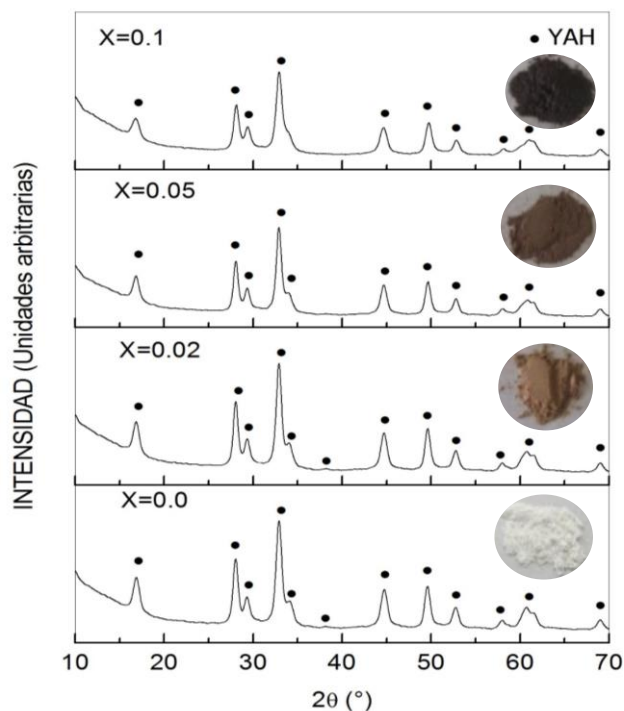 X=0.1
• YAH
X=0.05
X=0.02
X=0.0
INTENSIDAD (Unidades arbitrarias)
10 20 30 40 50 60 70
2θ (°)